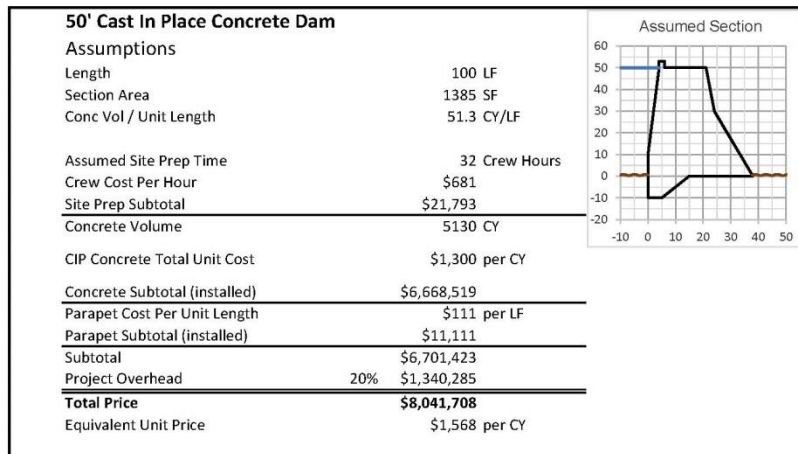 50' Cast In Place Concrete Dam
Assumptions
Length 100 LF
Section Area 1385 SF
Conc Vol / Unit Length 51.3 CY/LF
Assumed Site Prep Time 32 Crew Hours
Crew Cost Per Hour $681
Site Prep Subtotal $21,793
Concrete Volume 5130 CY
CIP Concrete Total Unit Cost $1,300 per CY
Concrete Subtotal (installed) $6,668,519
Parapet Cost Per Unit Length $111 per LF
Parapet Subtotal (installed) $11,111
Subtotal $6,701,423
Project Overhead 20% $1,340,285
Total Price $8,041,708
Equivalent Unit Price $1,568 per CY
Assumed Section
60
50
40
30
20
10
0
-10
-20
-10 0 10 20 30 40 50